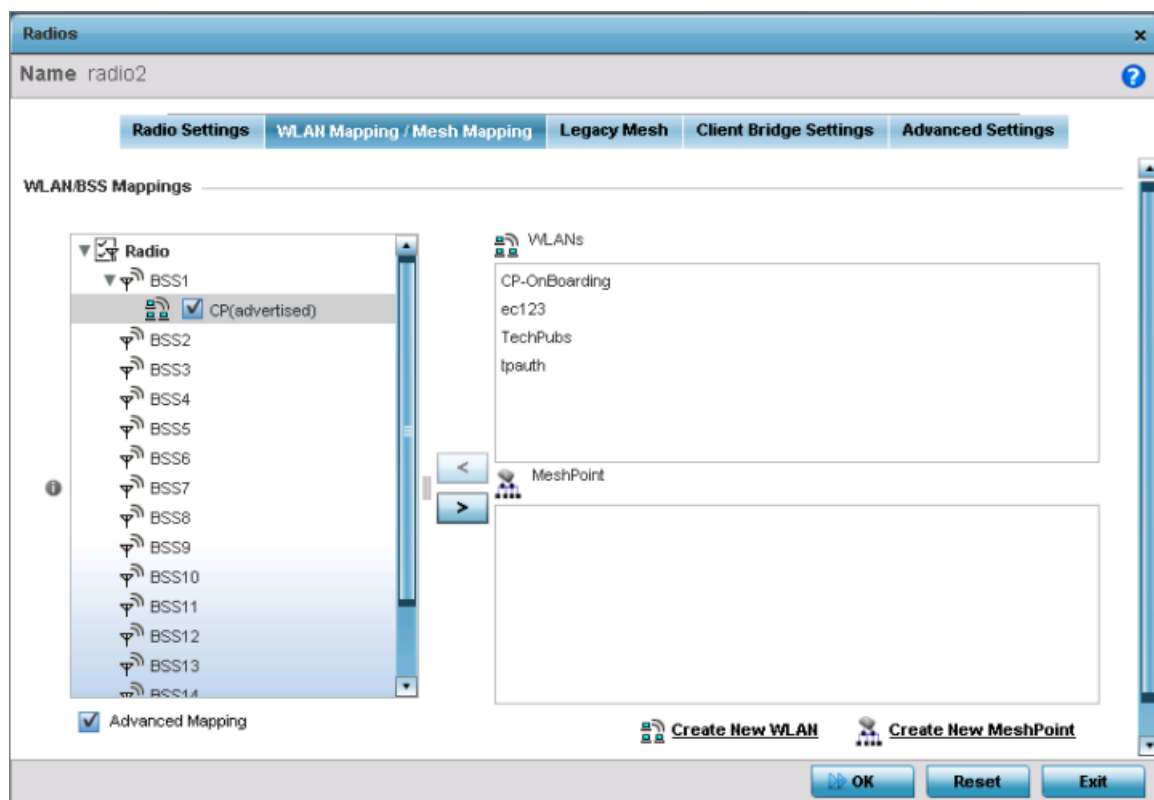 Radios
Name radio2
Radio Settings
WLAN Mapping / Mesh Mapping
Legacy Mesh
Client Bridge Settings
Advanced Settings
WLAN/BSS Mappings
Radio
BSS1
CP(advertised)
BSS2
BSS3
BSS4
BSS5
BSS6
BSS7
BSS8
BSS9
BSS10
BSS11
BSS12
BSS13
BSS14
Advanced Mapping
<
>
WLANs
CP-OnBoarding
ec123
TechPubs
tpauth
MeshPoint
Create New WLAN
Create New MeshPoint
OK
Reset
Exit